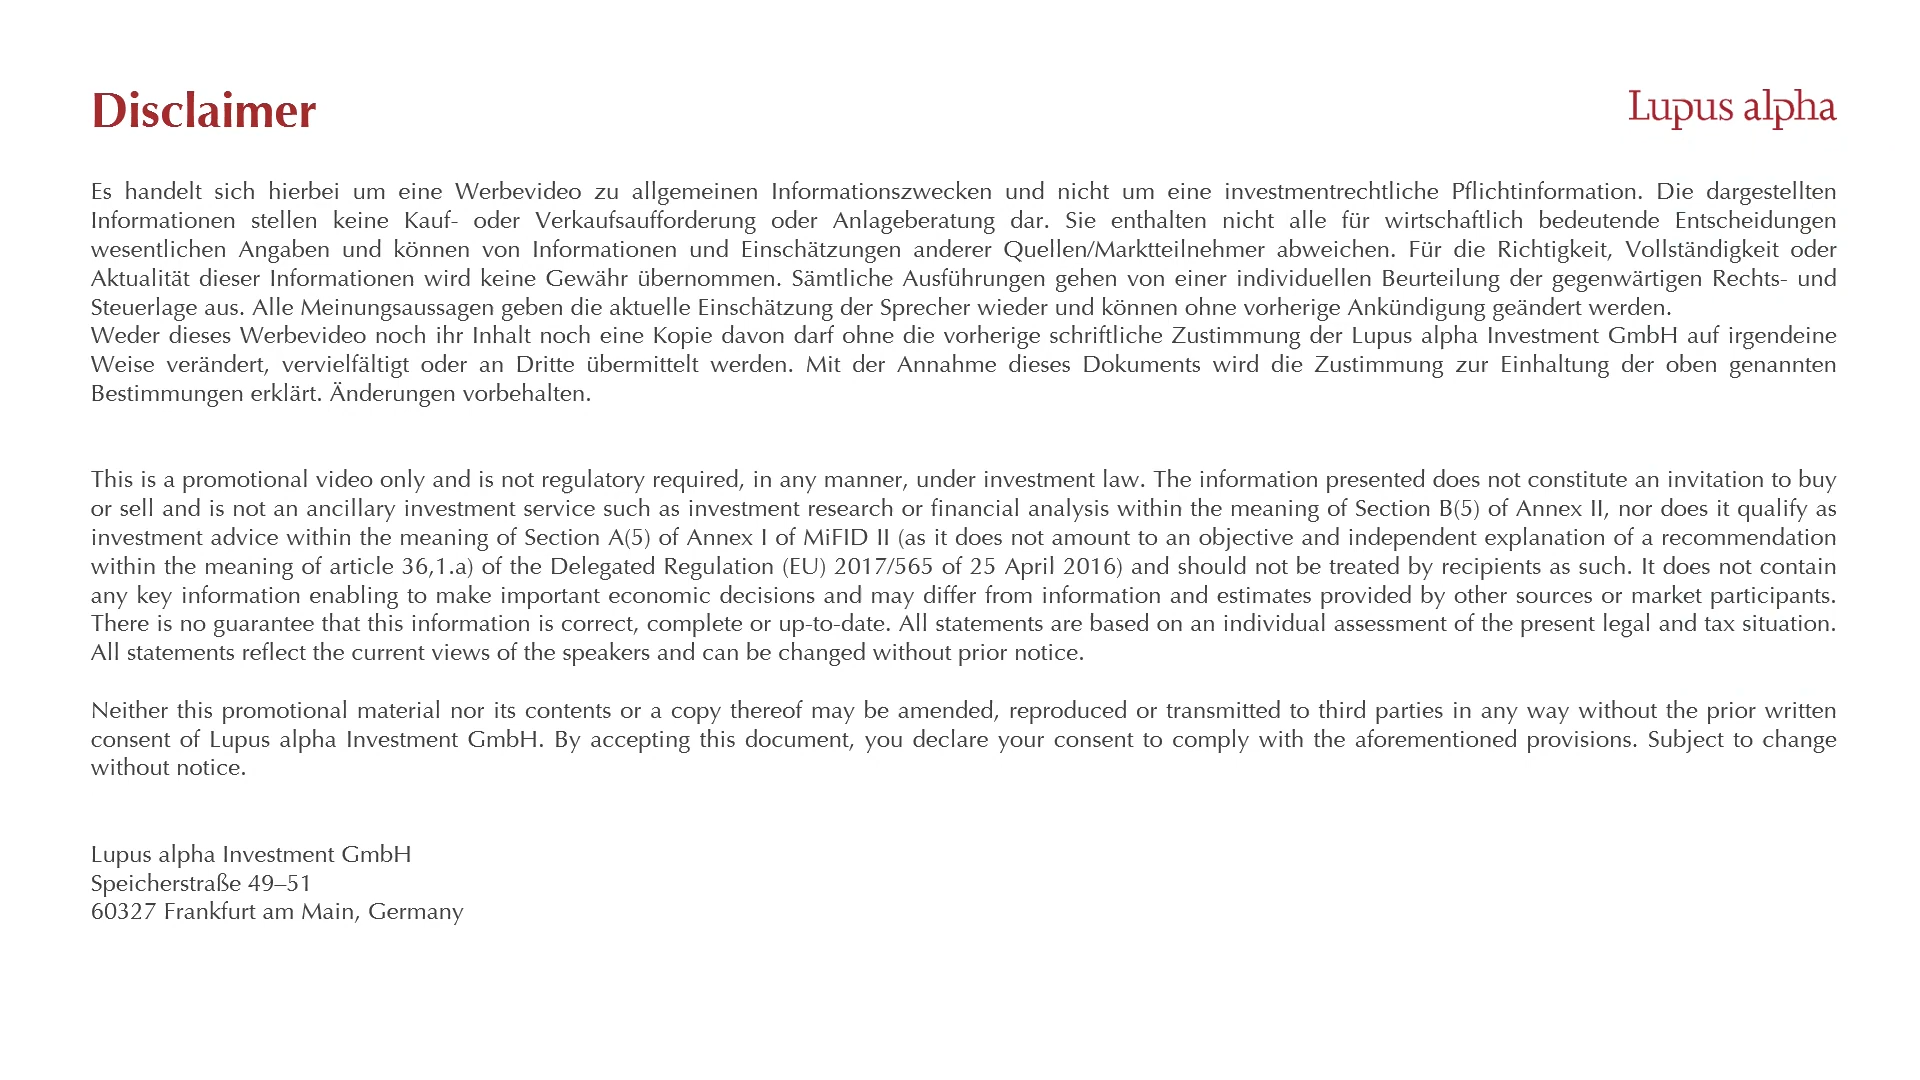 Disclaimer
Lupus alpha
Es handelt sich hierbei um eine Werbevideo zu allgemeinen Informationszwecken und nicht um eine investmentrechtliche Pflichtinformation. Die dargestellten
Informationen stellen keine Kauf- oder Verkaufsaufforderung oder Anlageberatung dar. Sie enthalten nicht alle für wirtschaftlich bedeutende Entscheidungen
wesentlichen Angaben und können von Informationen und Einschätzungen anderer Quellen/Marktteilnehmer abweichen. Für die Richtigkeit, Vollständigkeit oder
Aktualität dieser Informationen wird keine Gewähr übernommen. Sämtliche Ausführungen gehen von einer individuellen Beurteilung der gegenwärtigen Rechts- und
Steuerlage aus. Alle Meinungsaussagen geben die aktuelle Einschätzung der Sprecher wieder und können ohne vorherige Ankündigung geändert werden.
Weder dieses Werbevideo noch ihr Inhalt noch eine Kopie davon darf ohne die vorherige schriftliche Zustimmung der Lupus alpha Investment GmbH auf irgendeine
Weise verändert, vervielfältigt oder an Dritte übermittelt werden. Mit der Annahme dieses Dokuments wird die Zustimmung zur Einhaltung der oben genannten
Bestimmungen erklärt. Änderungen vorbehalten.
This is a promotional video only and is not regulatory required, in any manner, under investment law. The information presented does not constitute an invitation to buy
or sell and is not an ancillary investment service such as investment research or financial analysis within the meaning of Section B(5) of Annex II, nor does it qualify as
investment advice within the meaning of Section A(5) of Annex I of MiFID II (as it does not amount to an objective and independent explanation of a recommendation
within the meaning of article 36,1.a) of the Delegated Regulation (EU) 2017/565 of 25 April 2016) and should not be treated by recipients as such. It does not contain
any key information enabling to make important economic decisions and may differ from information and estimates provided by other sources or market participants.
There is no guarantee that this information is correct, complete or up-to-date. All statements are based on an individual assessment of the present legal and tax situation.
All statements reflect the current views of the speakers and can be changed without prior notice.
Neither this promotional material nor its contents or a copy thereof may be amended, reproduced or transmitted to third parties in any way without the prior written
consent of Lupus alpha Investment GmbH. By accepting this document, you declare your consent to comply with the aforementioned provisions. Subject to change
without notice.
Lupus alpha Investment GmbH
Speicherstraße 49–51
60327 Frankfurt am Main, Germany